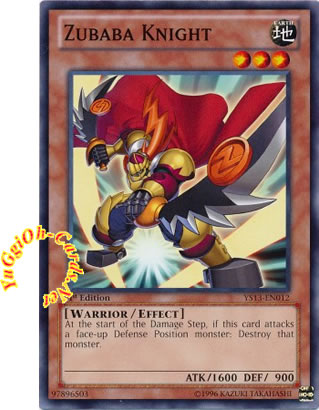 ZUBABA KNIGHT
EARTH
地
YuGgiOh-Cards.Net
1st Edition
YS13-EN012
[WARRIOR / EFFECT]
At the start of the Damage Step, if this card attacks
a face-up Defense Position monster: Destroy that
monster.
ATK/1600 DEF/ 900
97896503
©1996 KAZUKI TAKAHASHI